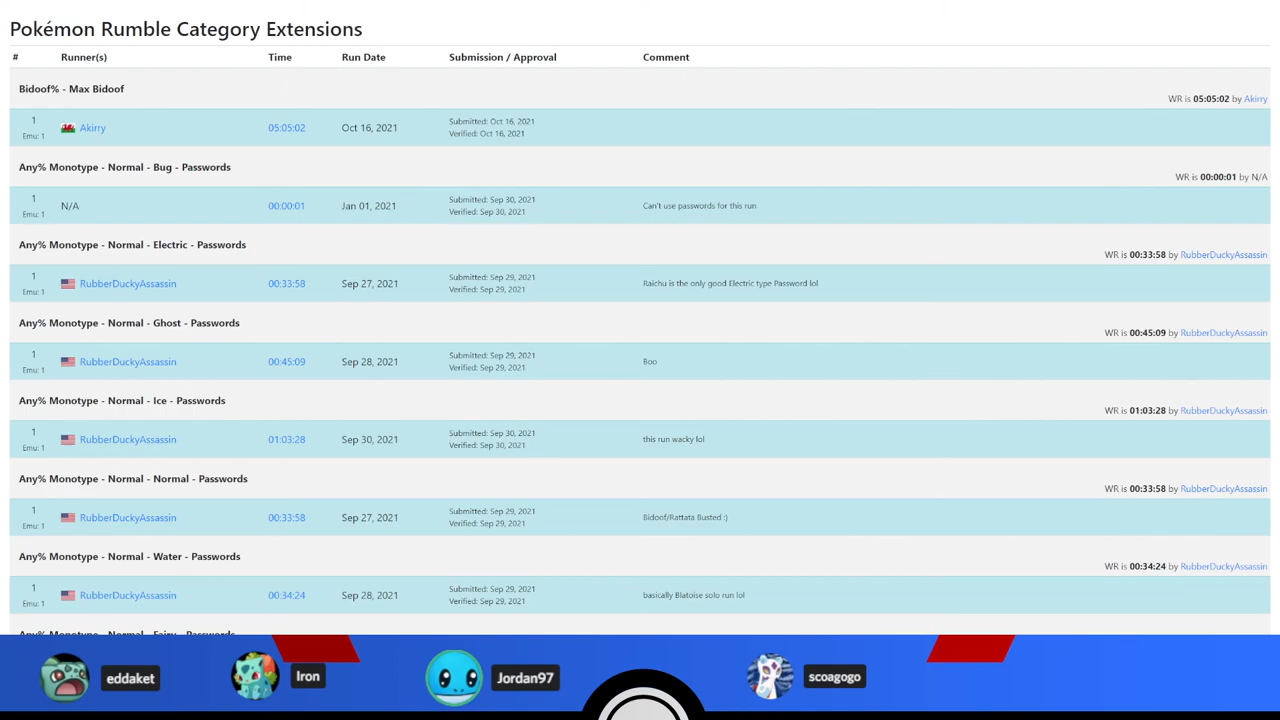 Pokémon Rumble Category Extensions
# Runner(s) Time Run Date Submission / Approval Comment
Bidoof% - Max Bidoof
WR is 05:05:02 by Akirry
1 Akirry 05:05:02 Oct 16, 2021 Submitted: Oct 16, 2021
Emu: 1 Verified: Oct 16, 2021
Any% Monotype - Normal - Bug - Passwords
WR is 00:00:01 by N/A
1 N/A 00:00:01 Jan 01, 2021 Submitted: Sep 30, 2021 Can't use passwords for this run
Emu: 1 Verified: Sep 30, 2021
Any% Monotype - Normal - Electric - Passwords
WR is 00:33:58 by RubberDuckyAssassin
1 RubberDuckyAssassin 00:33:58 Sep 27, 2021 Submitted: Sep 29, 2021 Raichu is the only good Electric type Password lol
Emu: 1 Verified: Sep 29, 2021
Any% Monotype - Normal - Ghost - Passwords
WR is 00:45:09 by RubberDuckyAssassin
1 RubberDuckyAssassin 00:45:09 Sep 28, 2021 Submitted: Sep 29, 2021 Boo
Emu: 1 Verified: Sep 29, 2021
Any% Monotype - Normal - Ice - Passwords
WR is 01:03:28 by RubberDuckyAssassin
1 RubberDuckyAssassin 01:03:28 Sep 30, 2021 Submitted: Sep 30, 2021 this run wacky lol
Emu: 1 Verified: Sep 30, 2021
Any% Monotype - Normal - Normal - Passwords
WR is 00:33:58 by RubberDuckyAssassin
1 RubberDuckyAssassin 00:33:58 Sep 27, 2021 Submitted: Sep 29, 2021 Bidoof/Rattata Busted :)
Emu: 1 Verified: Sep 29, 2021
Any% Monotype - Normal - Water - Passwords
WR is 00:34:24 by RubberDuckyAssassin
1 RubberDuckyAssassin 00:34:24 Sep 28, 2021 Submitted: Sep 29, 2021 basically Blatoise solo run lol
Emu: 1 Verified: Sep 29, 2021
Any% Monotype - Normal - Fairy - Passwords
eddaket Iron Jordan97 scoagogo